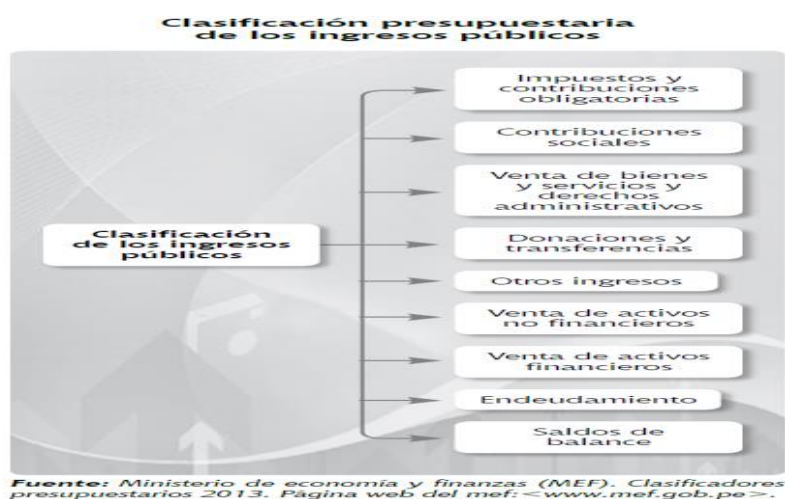 Clasificación presupuestaria
de los ingresos públicos
Clasificación
de los ingresos
públicos
Impuestos y
contribuciones
obligatorias
Contribuciones
sociales
Venta de bienes
y servicios y
derechos
administrativos
Donaciones y
transferencias
Otros ingresos
Venta de activos
no financieros
Venta de activos
financieros
Endeudamiento
Saldos de
balance
Fuente: Ministerio de economía y finanzas (MEF). Clasificadores
presupuestarios 2013. Página web del mef: <www.mef.gob.pe>.